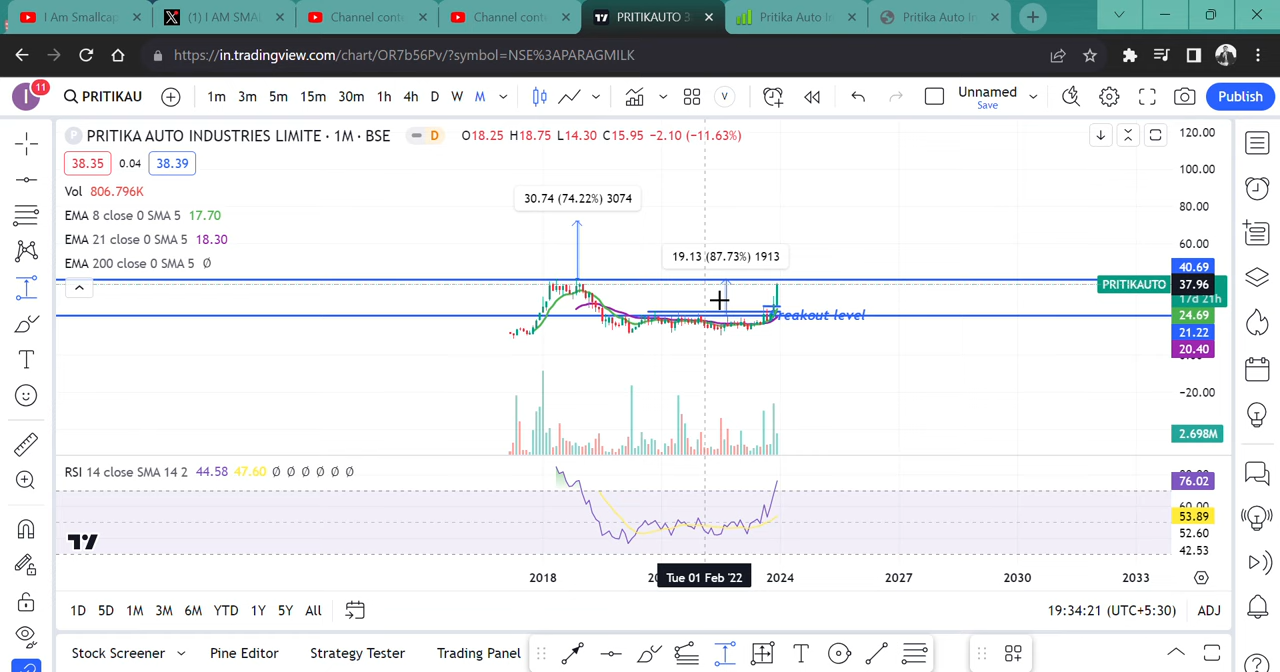 I Am Smallcap
(1) I AM SMAL
Channel cont
Channel cont
PRITIKAUTO 3
Pritika Auto In
Pritika Auto In
https://in.tradingview.com/chart/OR7b56Pv/?symbol=NSE%3APARAGMILK
I 11
PRITIKAU
1m 3m 5m 15m 30m 1h 4h D W M
V
Unnamed
Save
Publish
P PRITIKA AUTO INDUSTRIES LIMITE · 1M · BSE
D
O18.25 H18.75 L14.30 C15.95 −2.10 (−11.63%)
38.35 0.04 38.39
Vol 806.796K
EMA 8 close 0 SMA 5 17.70
EMA 21 close 0 SMA 5 18.30
EMA 200 close 0 SMA 5 Ø
30.74 (74.22%) 3074
19.13 (87.73%) 1913
reakout level
120.00
100.00
80.00
60.00
40.69
PRITIKAUTO 37.96
17d 21h
24.69
21.22
20.40
−20.00
2.698M
RSI 14 close SMA 14 2 44.58 47.60 Ø Ø Ø Ø Ø Ø
76.02
60.00
53.89
52.60
42.53
2018
Tue 01 Feb '22
2024
2027
2030
2033
1D 5D 1M 3M 6M YTD 1Y 5Y All
19:34:21 (UTC+5:30) ADJ
Stock Screener
Pine Editor
Strategy Tester
Trading Panel